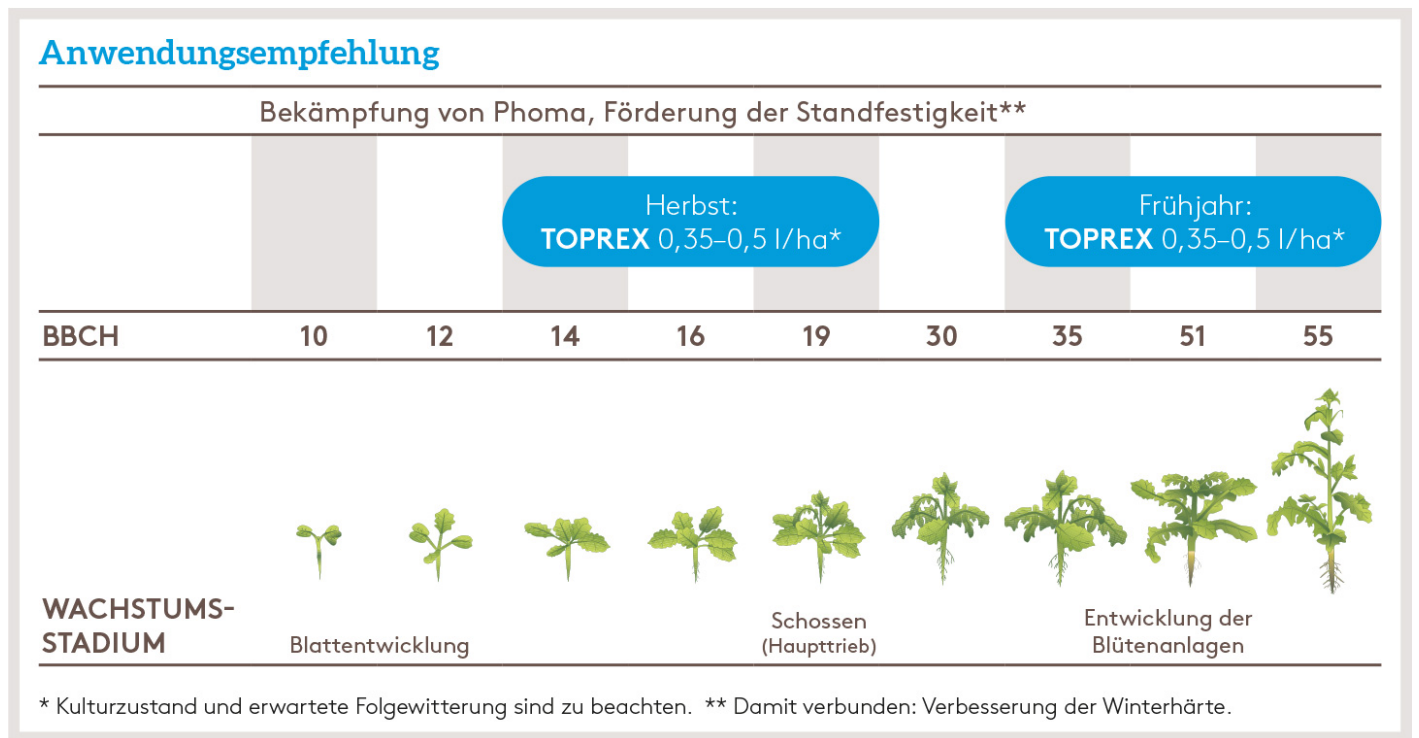 Anwendungsempfehlung
Bekämpfung von Phoma, Förderung der Standfestigkeit**
Herbst:
TOPREX 0,35–0,5 l/ha*
Frühjahr:
TOPREX 0,35–0,5 l/ha*
BBCH 10 12 14 16 19 30 35 51 55
WACHSTUMS-
STADIUM
Blattentwicklung
Schossen
(Haupttrieb)
Entwicklung der
Blütenanlagen
* Kulturzustand und erwartete Folgewitterung sind zu beachten. ** Damit verbunden: Verbesserung der Winterhärte.